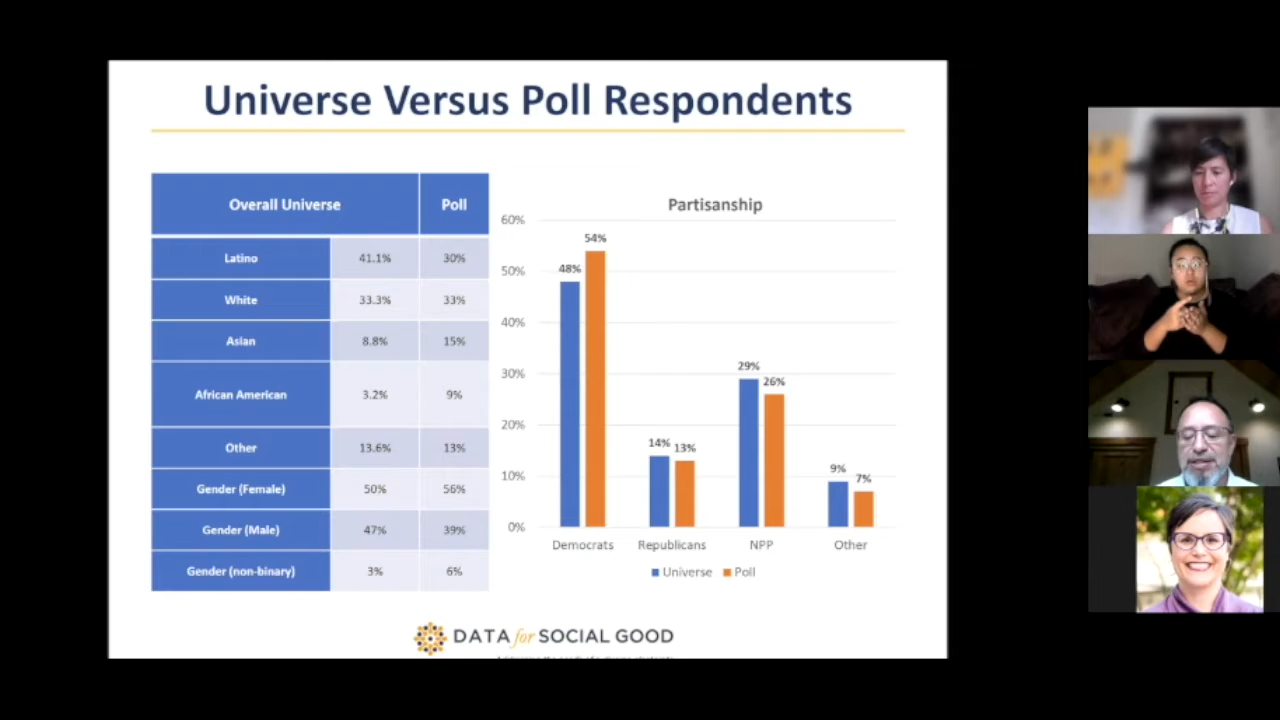 Universe Versus Poll Respondents
Overall Universe Poll
Latino 41.1% 30%
White 33.3% 33%
Asian 8.8% 15%
African American 3.2% 9%
Other 13.6% 13%
Gender (Female) 50% 56%
Gender (Male) 47% 39%
Gender (non-binary) 3% 6%
Partisanship
60%
50%
40%
30%
20%
10%
0%
48% 54%
14% 13%
29% 26%
9% 7%
Democrats Republicans NPP Other
Universe Poll
DATA for SOCIAL GOOD